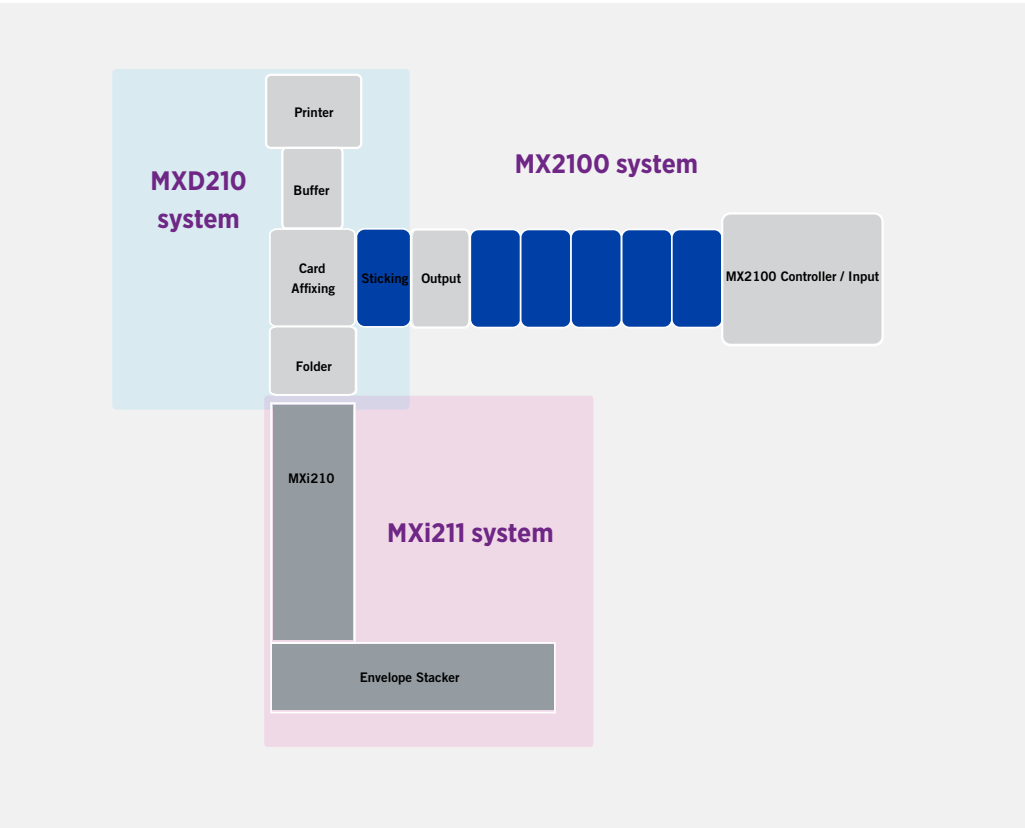 Printer
MXD210
system
Buffer
MX2100 system
Card
Affixing
Sticking
Output
MX2100 Controller / Input
Folder
MXi210
MXi211 system
Envelope Stacker